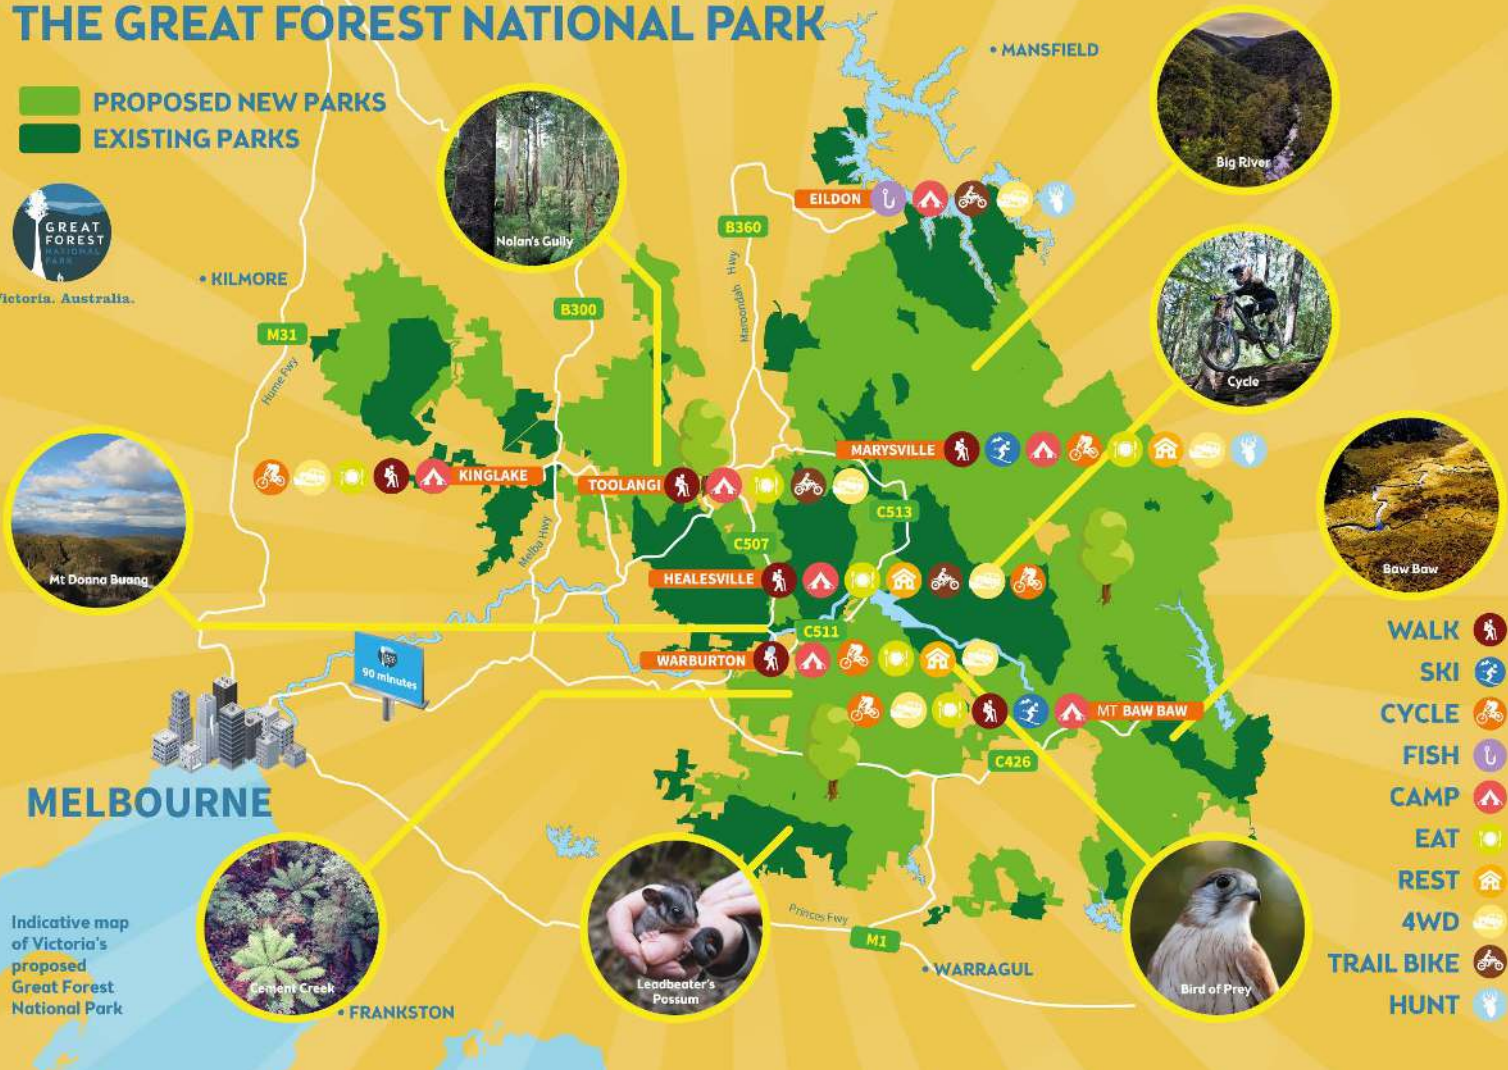 THE GREAT FOREST NATIONAL PARK
PROPOSED NEW PARKS
EXISTING PARKS
GREAT
FOREST
NATIONAL
PARK
Victoria. Australia.
• MANSFIELD
Big River
Nolan's Gully
EILDON
B360
Maroondah Hwy
• KILMORE
B300
M31
Hume Fwy
Cycle
MARYSVILLE
KINGLAKE
TOOLANGI
C513
Melba Hwy
C507
Mt Donna Buang
Baw Baw
HEALESVILLE
C511
WARBURTON
90 minutes
MT BAW BAW
C426
MELBOURNE
WALK
SKI
CYCLE
FISH
CAMP
EAT
REST
4WD
TRAIL BIKE
HUNT
Indicative map
of Victoria's
proposed
Great Forest
National Park
Cement Creek
• FRANKSTON
Leadbeater's
Possum
Princes Fwy
M1
• WARRAGUL
Bird of Prey